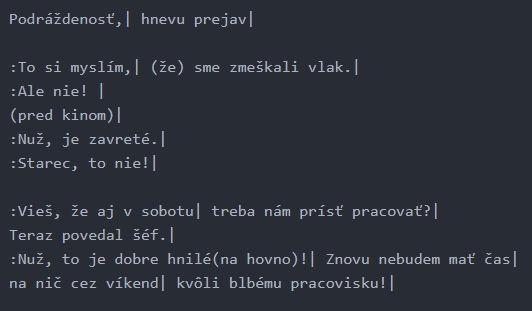 Podráždenosť,| hnevu prejav|

:To si myslím,| (že) sme zmeškali vlak.|
:Ale nie! |
(pred kinom)|
:Nuž, je zavreté.|
:Starec, to nie!|

:Vieš, že aj v sobotu| treba nám prísť pracovať?|
Teraz povedal šéf.|
:Nuž, to je dobre hnilé(na hovno)!| Znovu nebudem mať čas|
na nič cez víkend| kvôli blbému pracovisku!|